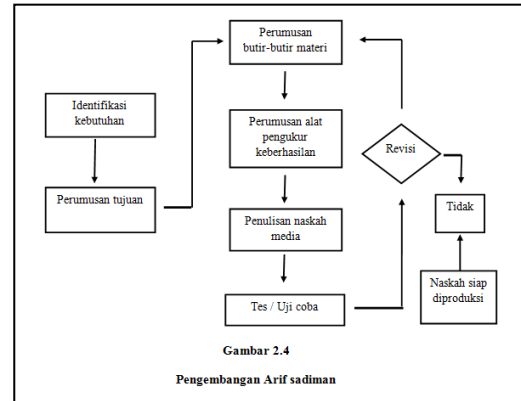 Perumusan
butir-butir materi
Identifikasi
kebutuhan
Perumusan alat
pengukur
keberhasilan
Revisi
Perumusan tujuan
Tidak
Penulisan naskah
media
Naskah siap
diproduksi
Tes / Uji coba
Gambar 2.4
Pengembangan Arif sadiman